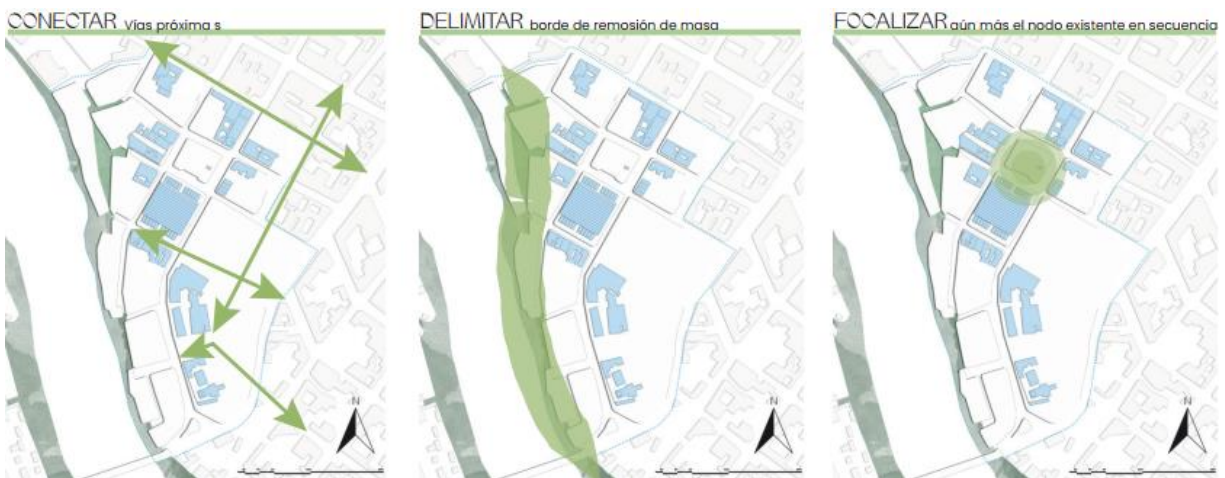 CONECTAR Vías próxima s
DELIMITAR borde de remosión de masa
FOCALIZAR aún más el nodo existente en secuencia
N
N
N